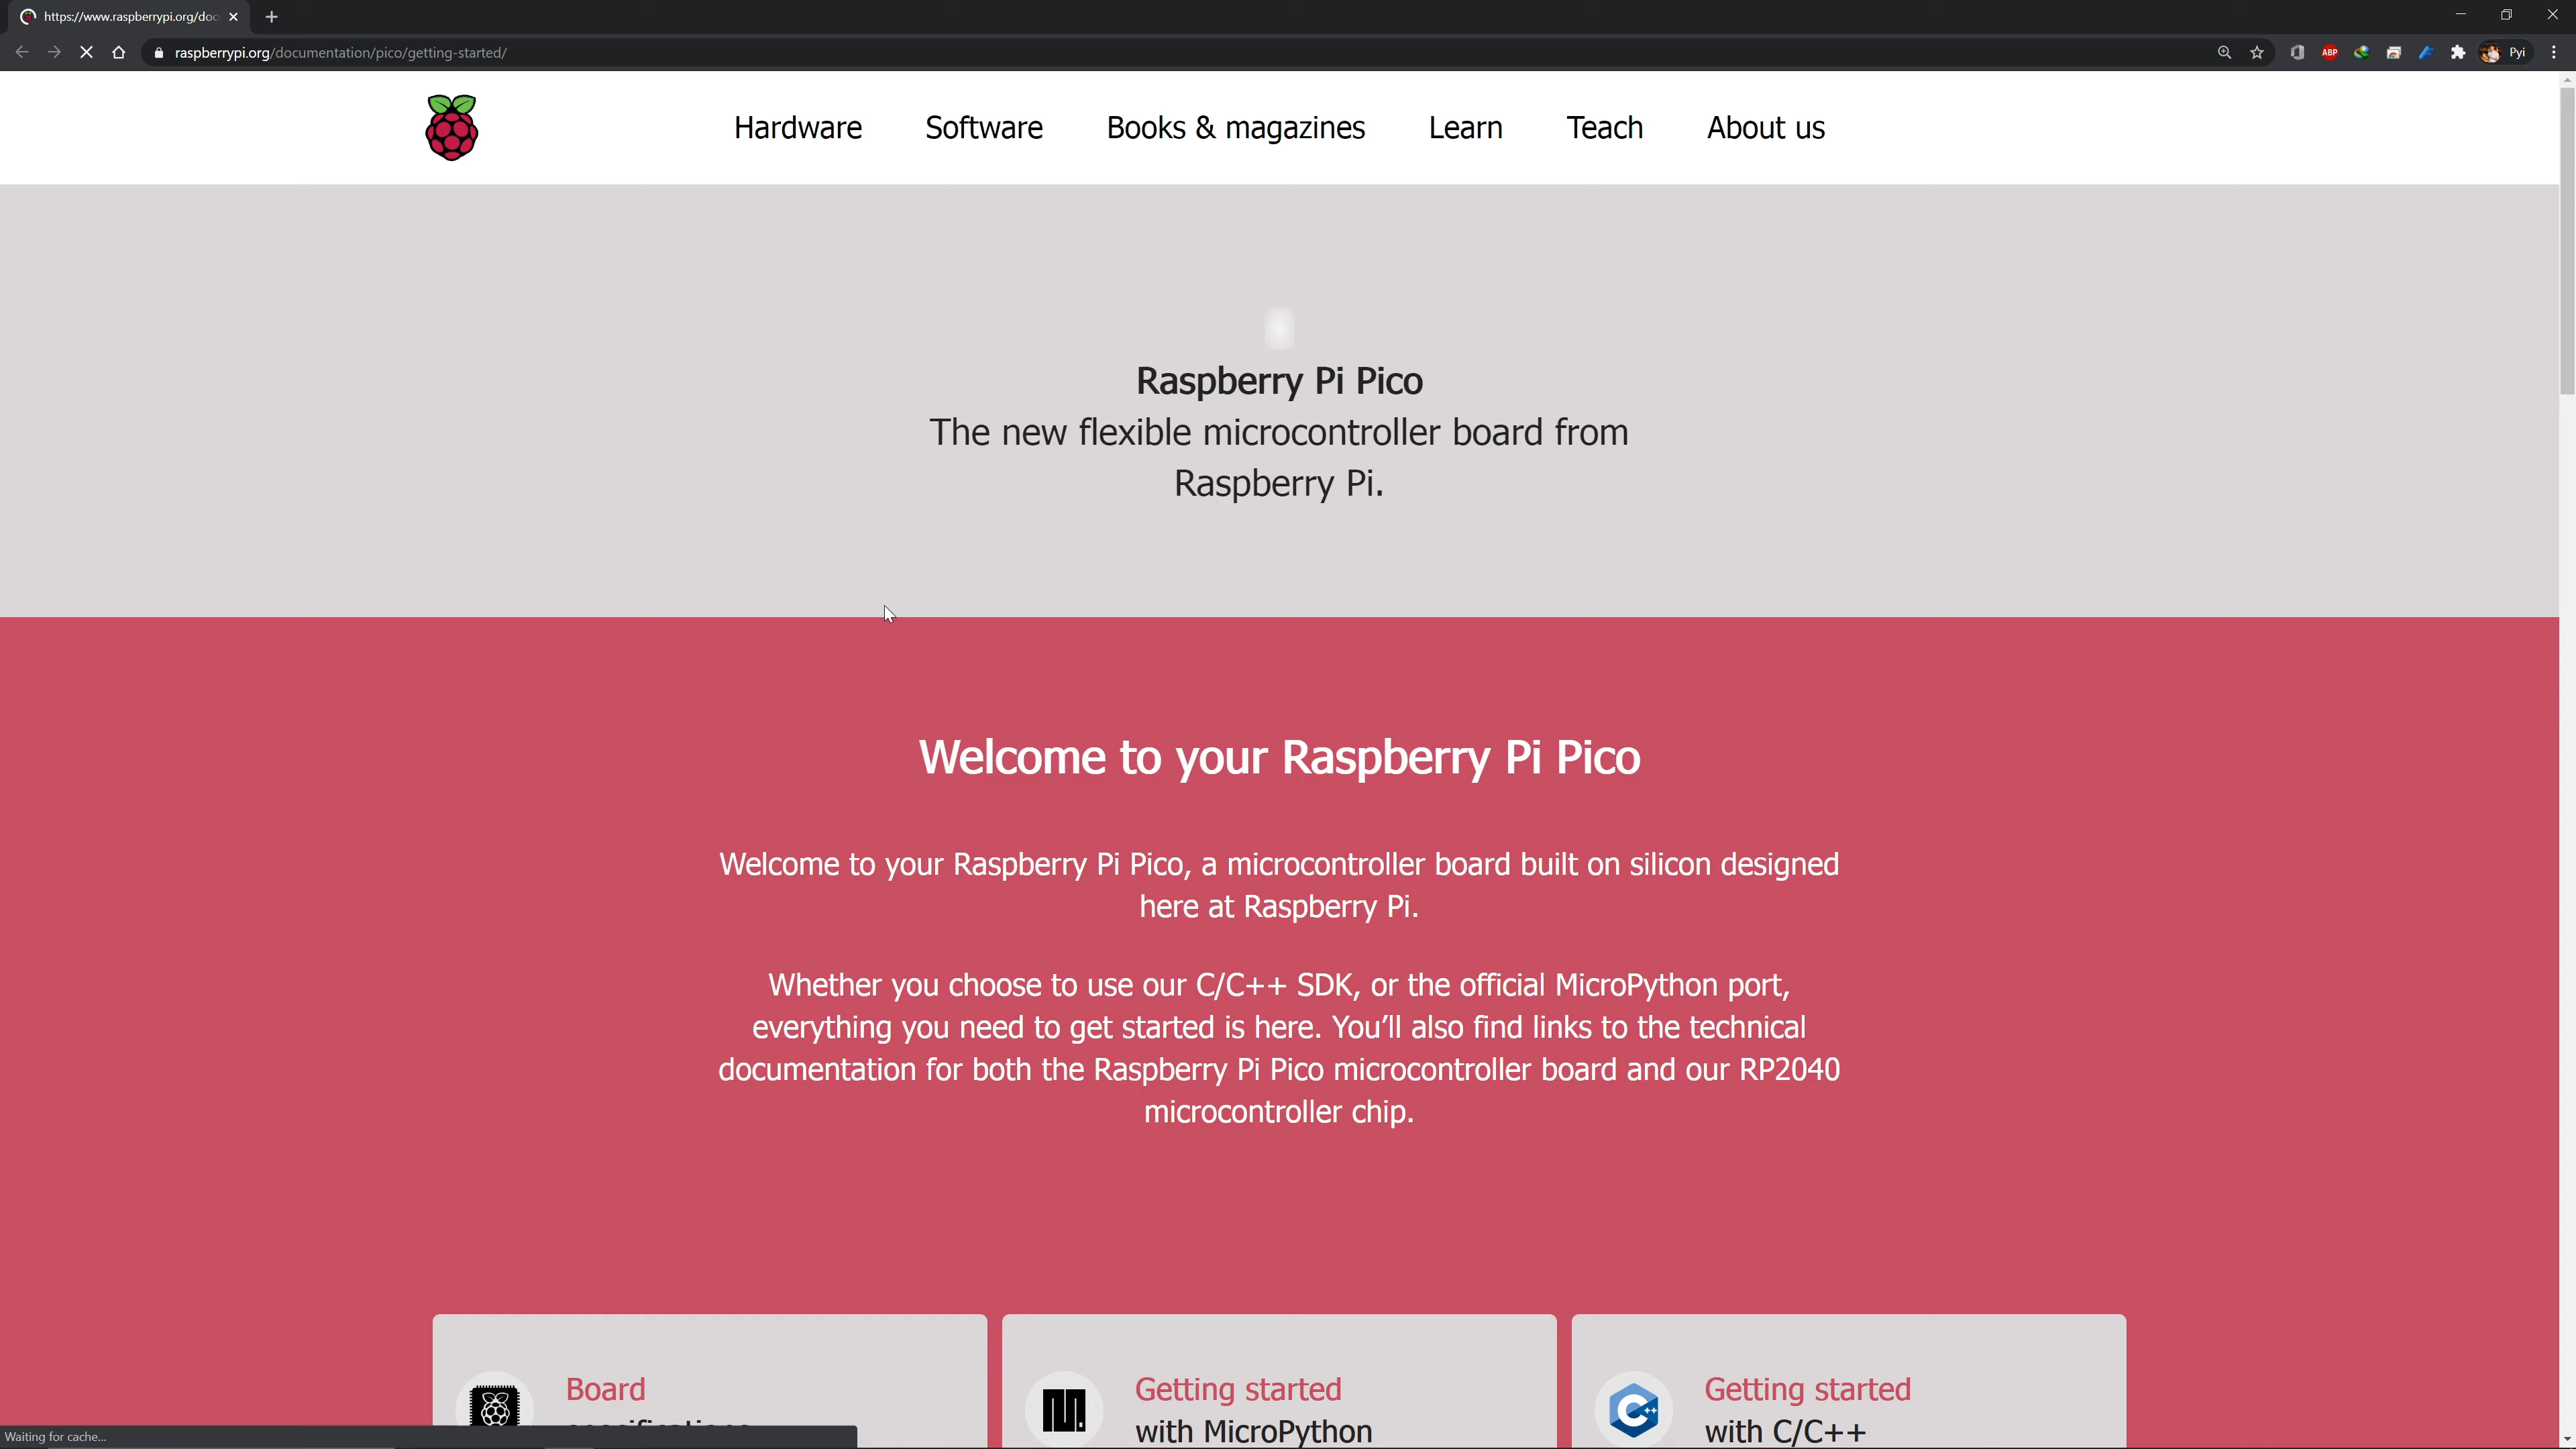 https://www.raspberrypi.org/doc
raspberrypi.org/documentation/pico/getting-started/
ABP
Pyi
Hardware
Software
Books & magazines
Learn
Teach
About us
Raspberry Pi Pico
The new flexible microcontroller board from
Raspberry Pi.
Welcome to your Raspberry Pi Pico
Welcome to your Raspberry Pi Pico, a microcontroller board built on silicon designed
here at Raspberry Pi.
Whether you choose to use our C/C++ SDK, or the official MicroPython port,
everything you need to get started is here. You'll also find links to the technical
documentation for both the Raspberry Pi Pico microcontroller board and our RP2040
microcontroller chip.
Board
Getting started
with MicroPython
Getting started
with C/C++
Waiting for cache...